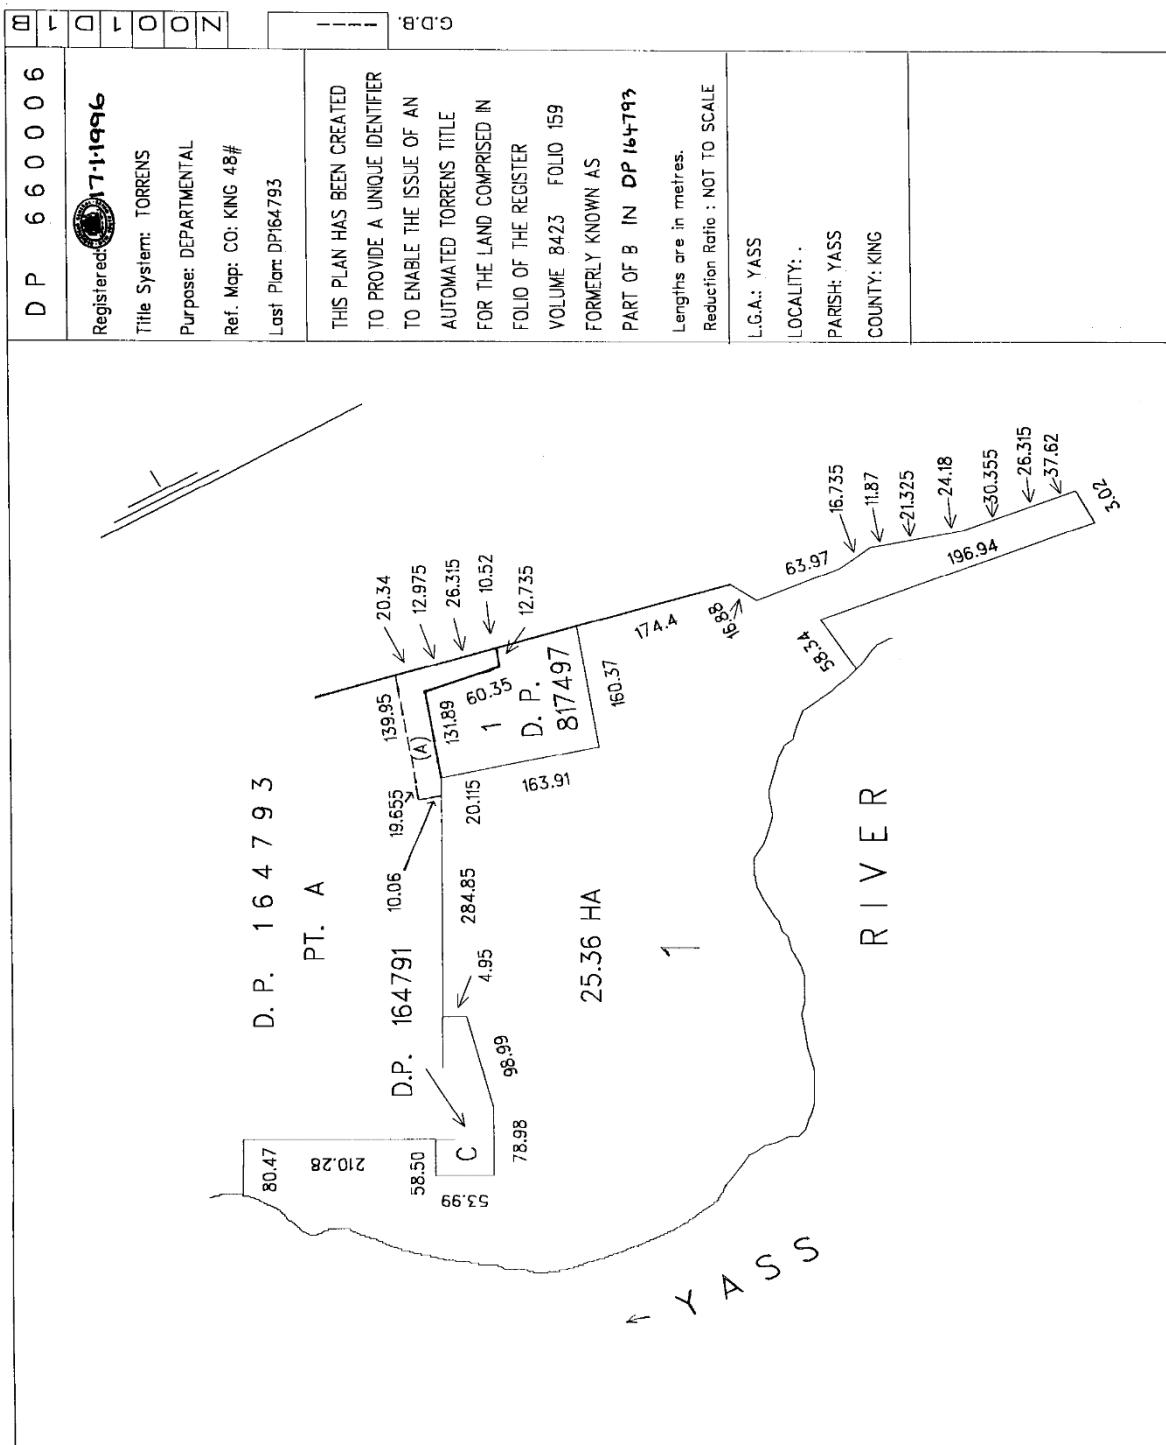 DP 660006
Registered: 17-1-1996
Title System: TORRENS
Purpose: DEPARTMENTAL
Ref. Map: CO: KING 48#
Last Plan: DP164793
THIS PLAN HAS BEEN CREATED
TO PROVIDE A UNIQUE IDENTIFIER
TO ENABLE THE ISSUE OF AN
AUTOMATED TORRENS TITLE
FOR THE LAND COMPRISED IN
FOLIO OF THE REGISTER
VOLUME 8423 FOLIO 159
FORMERLY KNOWN AS
PART OF B IN DP 164793
Lengths are in metres.
Reduction Ratio : NOT TO SCALE
L.G.A.: YASS
LOCALITY: .
PARISH: YASS
COUNTY: KING
N O O 1 D 1 B
---- G.D.B.
D.P. 164793
PT. A
80.47
210.28
58.50
53.99
C
D.P. 164791
78.98
98.99
4.95
284.85
10.06
19.655
20.115
139.95
(A)
131.89
60.35
20.34
12.975
26.315
10.52
12.735
1
D. P.
817497
163.91
160.37
174.4
16.88
63.97
16.735
11.87
21.325
24.18
30.355
26.315
37.62
3.02
196.94
58.34
25.36 HA
1
RIVER
YASS